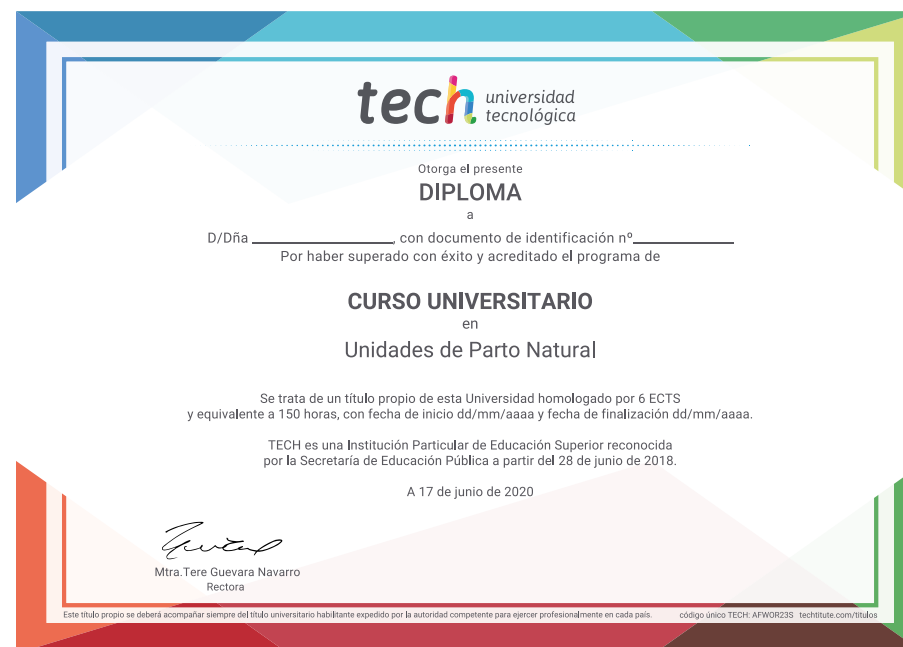 tech universidad
tecnológica
Otorga el presente
DIPLOMA
a
D/Dña ____________________, con documento de identificación nº______________
Por haber superado con éxito y acreditado el programa de
CURSO UNIVERSITARIO
en
Unidades de Parto Natural
Se trata de un título propio de esta Universidad homologado por 6 ECTS
y equivalente a 150 horas, con fecha de inicio dd/mm/aaaa y fecha de finalización dd/mm/aaaa.
TECH es una Institución Particular de Educación Superior reconocida
por la Secretaría de Educación Pública a partir del 28 de junio de 2018.
A 17 de junio de 2020
Mtra.Tere Guevara Navarro
Rectora
Este título propio se deberá acompañar siempre del título universitario habilitante expedido por la autoridad competente para ejercer profesionalmente en cada país. código único TECH: AFWOR23S techtitute.com/titulos